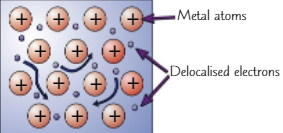 Metal atoms
+ + + +
+ + +
Delocalised electrons
+ + + +
+ + +